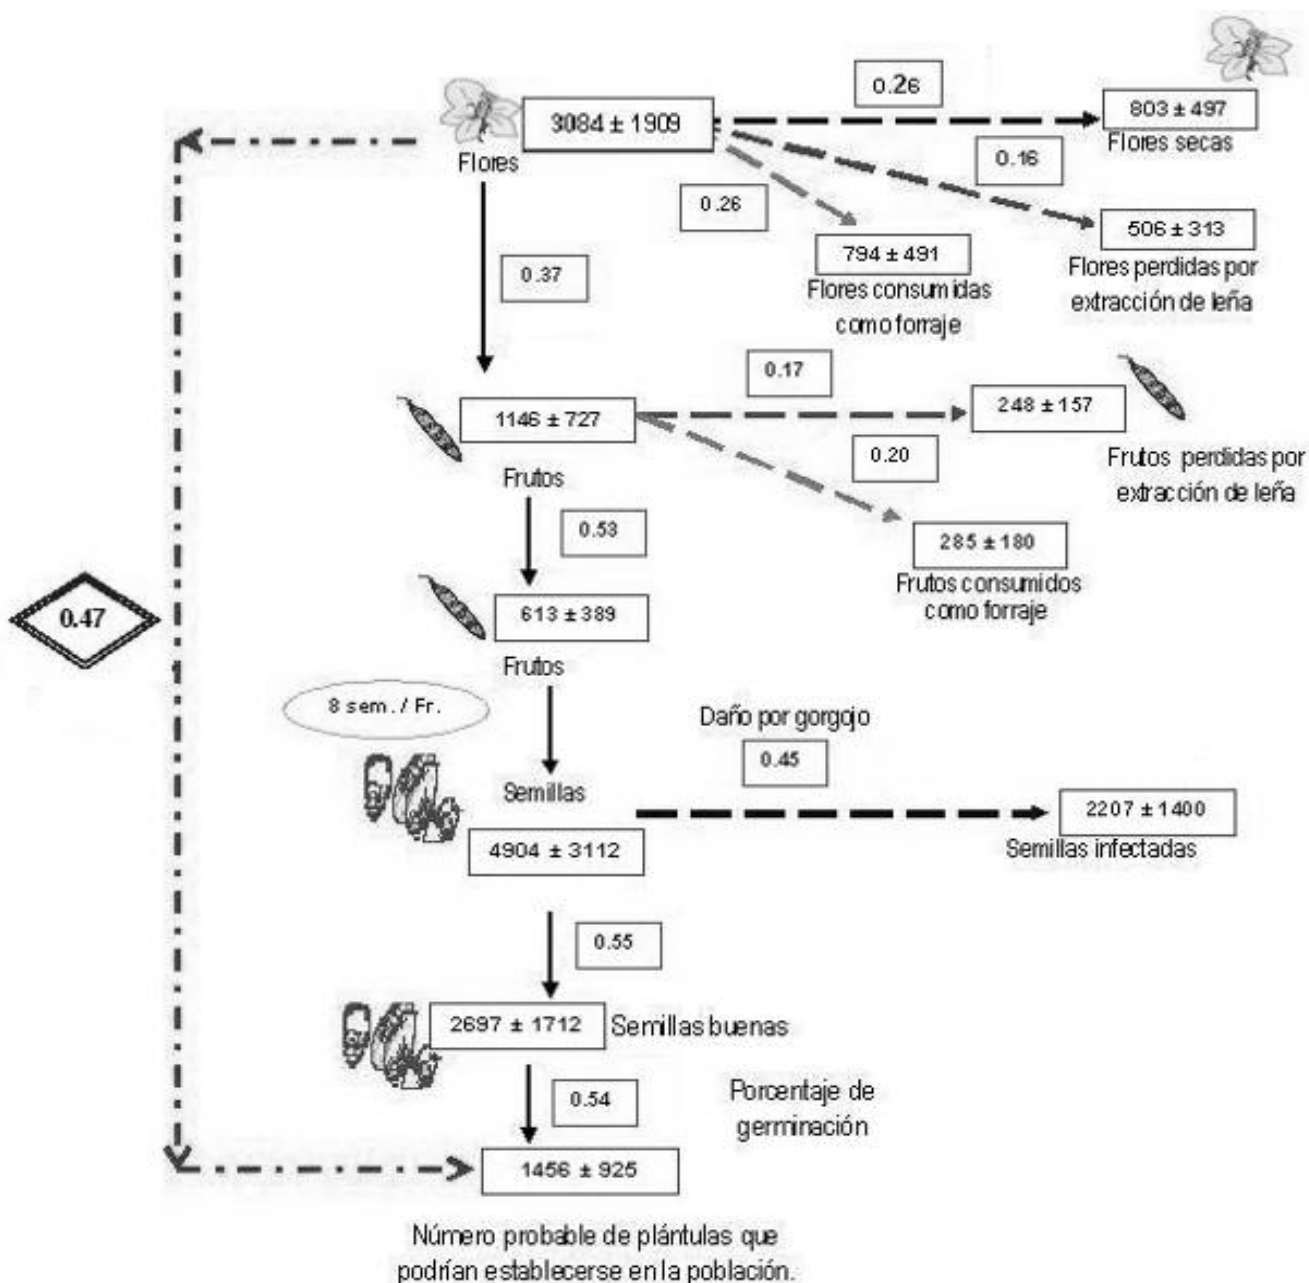 0.26
3084 ± 1909
803 ± 497
Flores
Flores secas
0.16
0.26
506 ± 313
794 ± 491
Flores perdidas por
extracción de leña
Flores consumidas
como forraje
0.37
0.17
1146 ± 727
248 ± 157
Frutos
0.20
Frutos perdidas por
extracción de leña
0.53
285 ± 180
Frutos consumidos
como forraje
0.47
613 ± 389
Frutos
8 sem. / Fr.
Daño por gorgojo
0.45
Semillas
4904 ± 3112
2207 ± 1400
Semillas infectadas
0.55
2697 ± 1712
Semillas buenas
0.54
Porcentaje de
germinación
1456 ± 925
Número probable de plántulas que
podrían establecerse en la población.